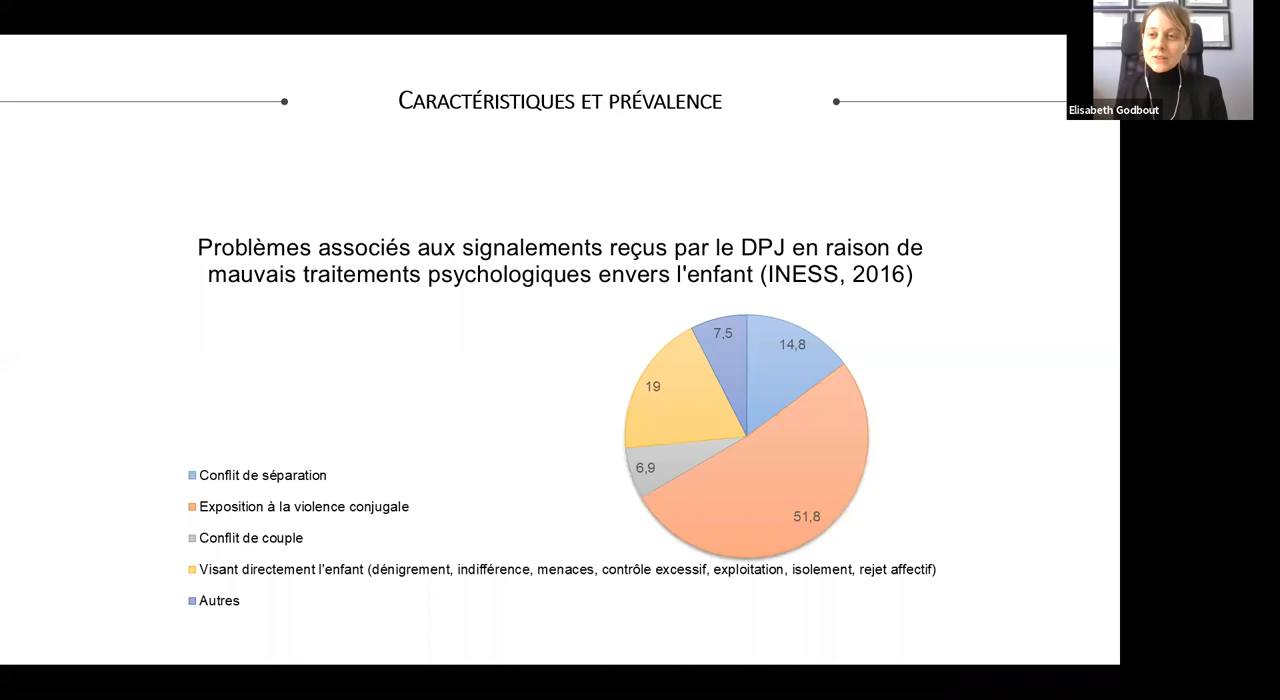 CARACTÉRISTIQUES ET PRÉVALENCE
Elisabeth Godbout
Problèmes associés aux signalements reçus par le DPJ en raison de
mauvais traitements psychologiques envers l'enfant (INESS, 2016)
7,5
14,8
19
6,9
51,8
Conflit de séparation
Exposition à la violence conjugale
Conflit de couple
Visant directement l'enfant (dénigrement, indifférence, menaces, contrôle excessif, exploitation, isolement, rejet affectif)
Autres